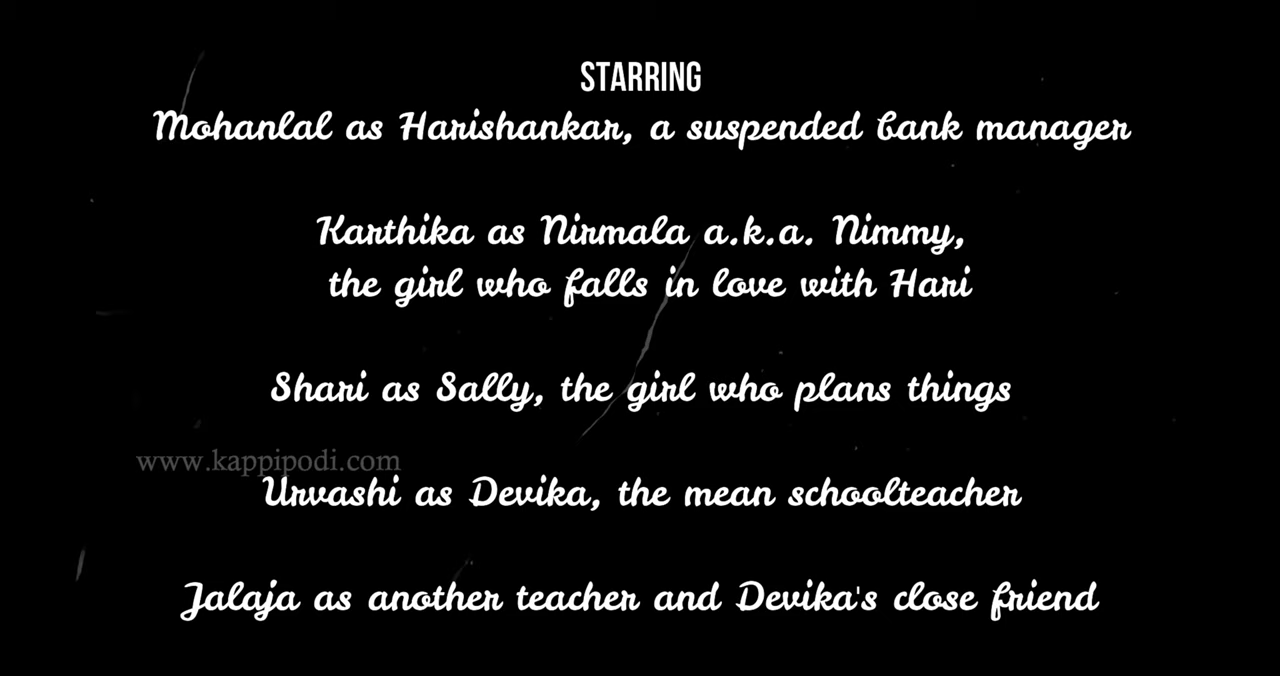 STARRING
Mohanlal as Harishankar, a suspended bank manager
Karthika as Nirmala a.k.a. Nimmy,
the girl who falls in love with Hari
Shari as Sally, the girl who plans things
www.kappipodi.com
Urvashi as Devika, the mean schoolteacher
Jalaja as another teacher and Devika's close friend